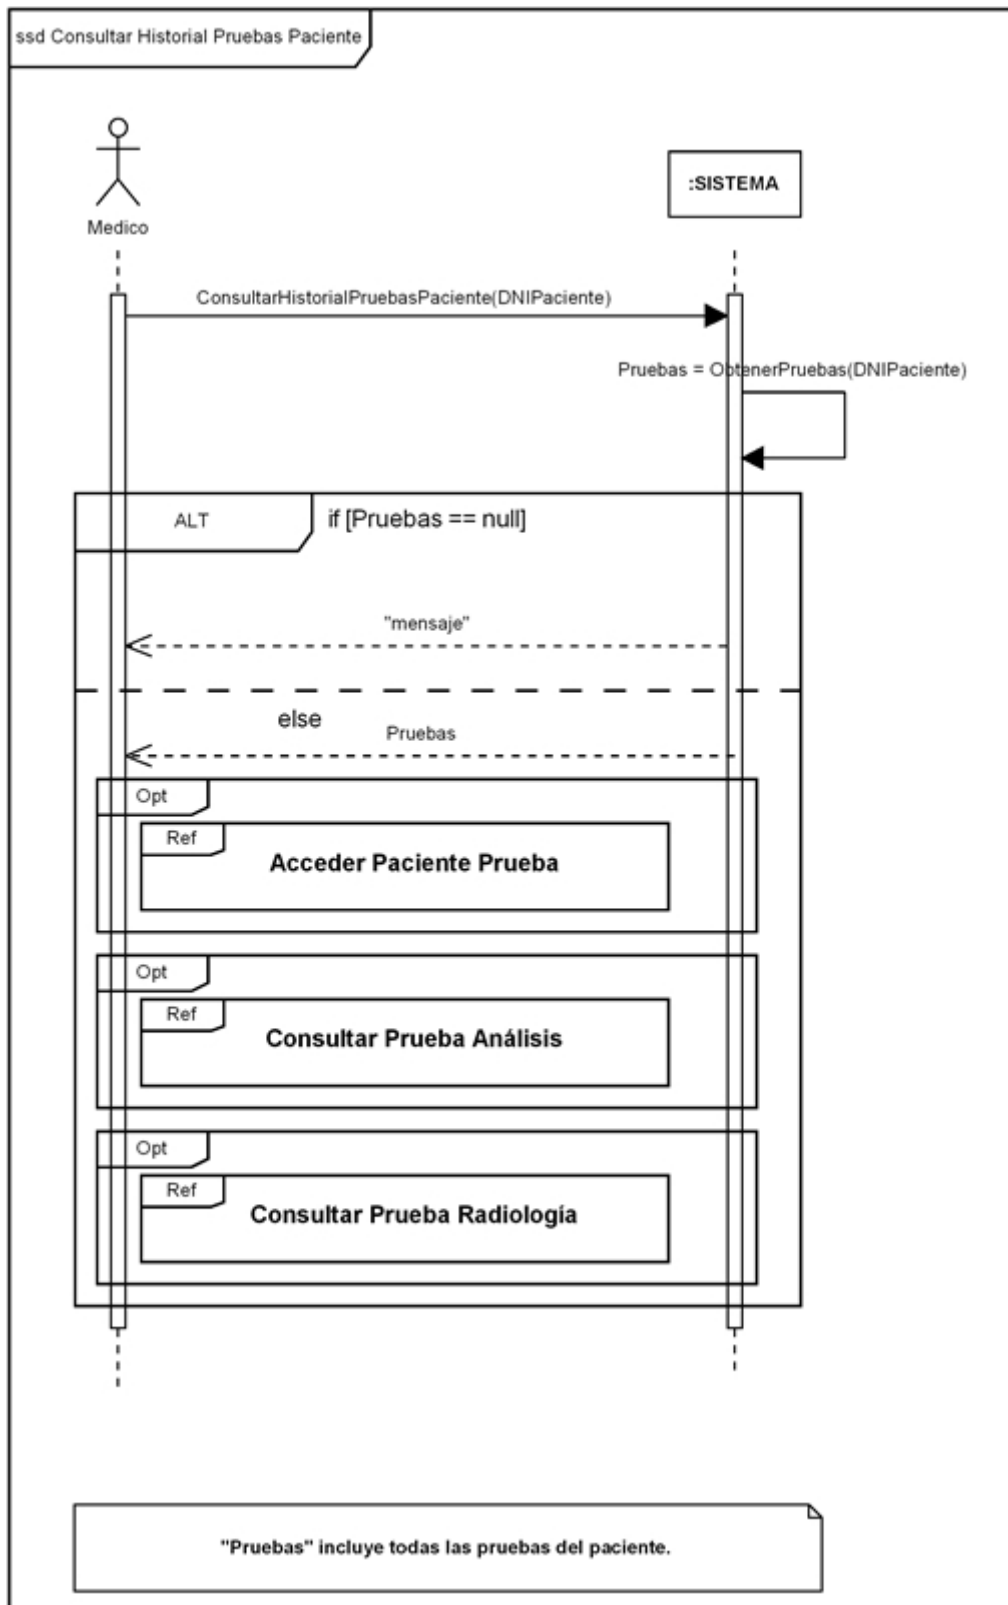 ssd Consultar Historial Pruebas Paciente
Medico
:SISTEMA
ConsultarHistorialPruebasPaciente(DNIPaciente)
Pruebas = ObtenerPruebas(DNIPaciente)
ALT
if [Pruebas == null]
"mensaje"
else
Pruebas
Opt
Ref
Acceder Paciente Prueba
Opt
Ref
Consultar Prueba Análisis
Opt
Ref
Consultar Prueba Radiología
"Pruebas" incluye todas las pruebas del paciente.